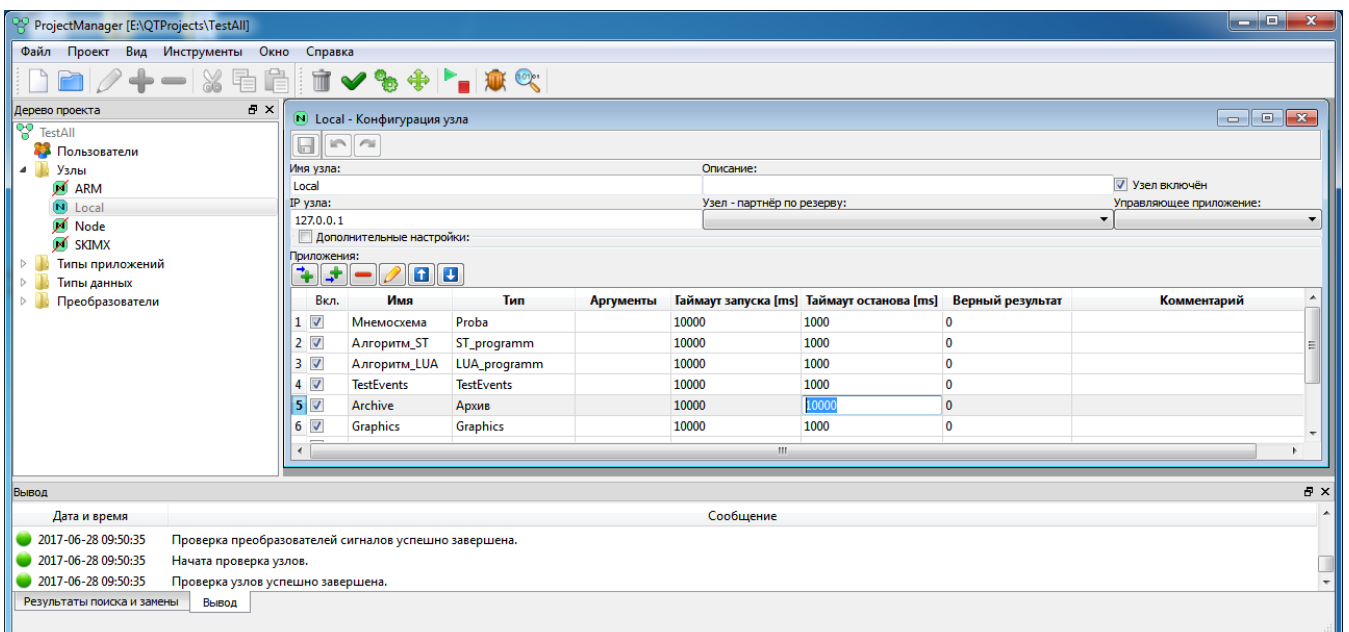 ProjectManager [E:\QTProjects\TestAll]
Файл Проект Вид Инструменты Окно Справка
Дерево проекта
TestAll
Пользователи
Узлы
ARM
Local
Node
SKIMX
Типы приложений
Типы данных
Преобразователи
Local - Конфигурация узла
Имя узла: Описание:
Local Узел включён
IP узла: Узел - партнёр по резерву: Управляющее приложение:
127.0.0.1
Дополнительные настройки:
Приложения:
Вкл. Имя Тип Аргументы Таймаут запуска [ms] Таймаут останова [ms] Верный результат Комментарий
1 Мнемосхема Proba 10000 1000 0
2 Алгоритм_ST ST_programm 10000 1000 0
3 Алгоритм_LUA LUA_programm 10000 1000 0
4 TestEvents TestEvents 10000 1000 0
5 Archive Архив 10000 10000 0
6 Graphics Graphics 10000 1000 0
Вывод
Дата и время Сообщение
2017-06-28 09:50:35 Проверка преобразователей сигналов успешно завершена.
2017-06-28 09:50:35 Начата проверка узлов.
2017-06-28 09:50:35 Проверка узлов успешно завершена.
Результаты поиска и замены Вывод